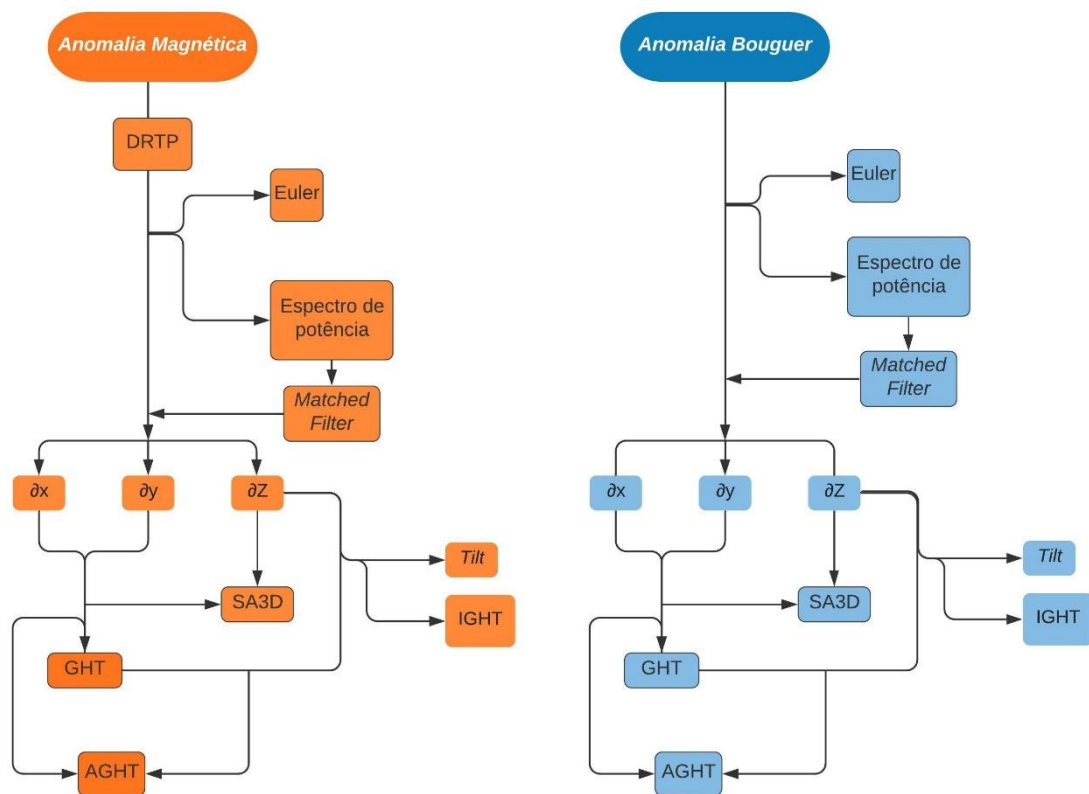 Anomalia Magnética
DRTP
Euler
Espectro de
potência
Matched
Filter
∂x
∂y
∂Z
Tilt
SA3D
IGHT
GHT
AGHT
Anomalia Bouguer
Euler
Espectro de
potência
Matched
Filter
∂x
∂y
∂Z
Tilt
SA3D
IGHT
GHT
AGHT